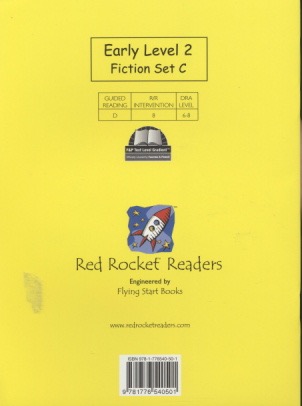 Early Level 2
Fiction Set C
GUIDED READING R/R INTERVENTION DRA LEVEL
D 8 6-8
F&P Text Level Gradient™
Red Rocket Readers
Engineered by
Flying Start Books
www.redrocketreaders.com
9 781776 540501